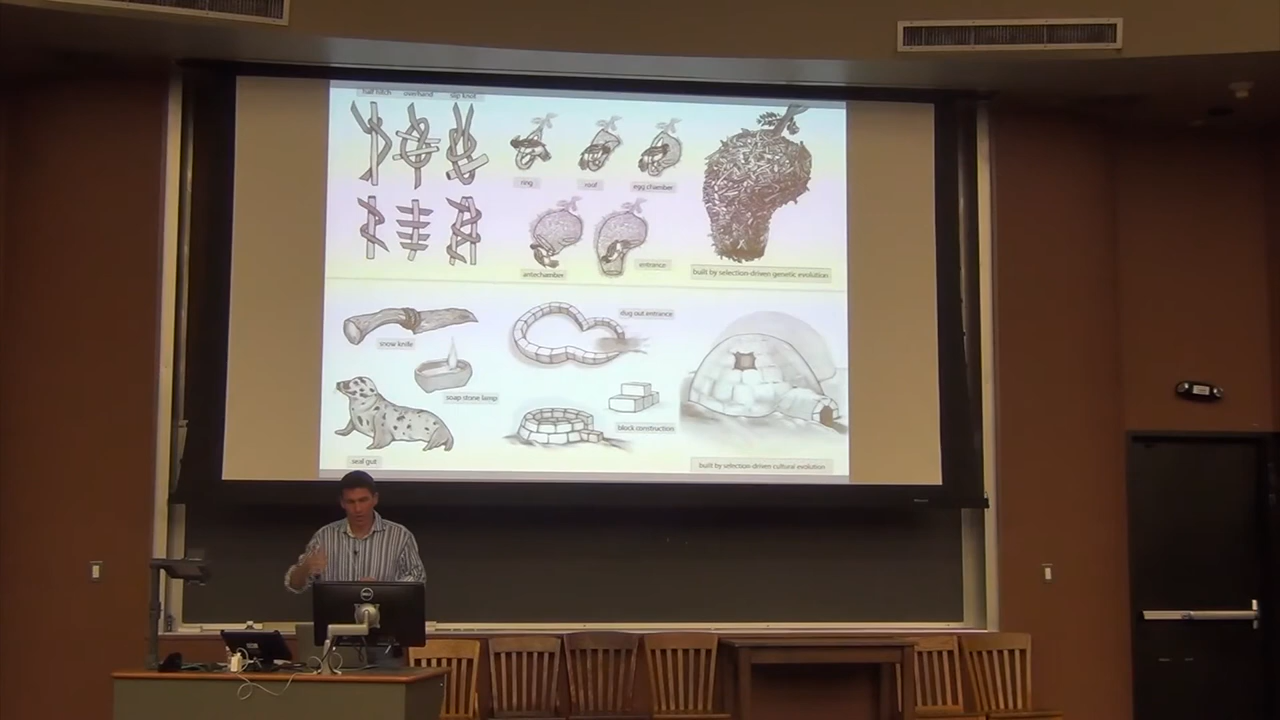 half hitch overhand slip knot
ring roof egg chamber
antechamber entrance
built by selection-driven genetic evolution
snow knife
dug out entrance
soap stone lamp
block construction
seal gut
built by selection-driven cultural evolution
DELL